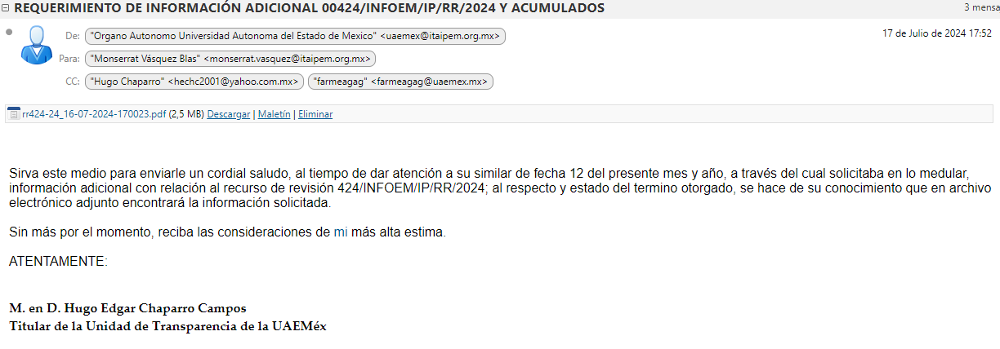 REQUERIMIENTO DE INFORMACIÓN ADICIONAL 00424/INFOEM/IP/RR/2024 Y ACUMULADOS 3 mensa
De: "Organo Autonomo Universidad Autonoma del Estado de Mexico" <uaemex@itaipem.org.mx> 17 de Julio de 2024 17:52
Para: "Monserrat Vásquez Blas" <monserrat.vasquez@itaipem.org.mx>
CC: "Hugo Chaparro" <hechc2001@yahoo.com.mx> "farmeagag" <farmeagag@uaemex.mx>
rr424-24_16-07-2024-170023.pdf (2,5 MB) Descargar | Maletín | Eliminar
Sirva este medio para enviarle un cordial saludo, al tiempo de dar atención a su similar de fecha 12 del presente mes y año, a través del cual solicitaba en lo medular,
información adicional con relación al recurso de revisión 424/INFOEM/IP/RR/2024; al respecto y estado del termino otorgado, se hace de su conocimiento que en archivo
electrónico adjunto encontrará la información solicitada.
Sin más por el momento, reciba las consideraciones de mi más alta estima.
ATENTAMENTE:
M. en D. Hugo Edgar Chaparro Campos
Titular de la Unidad de Transparencia de la UAEMéx